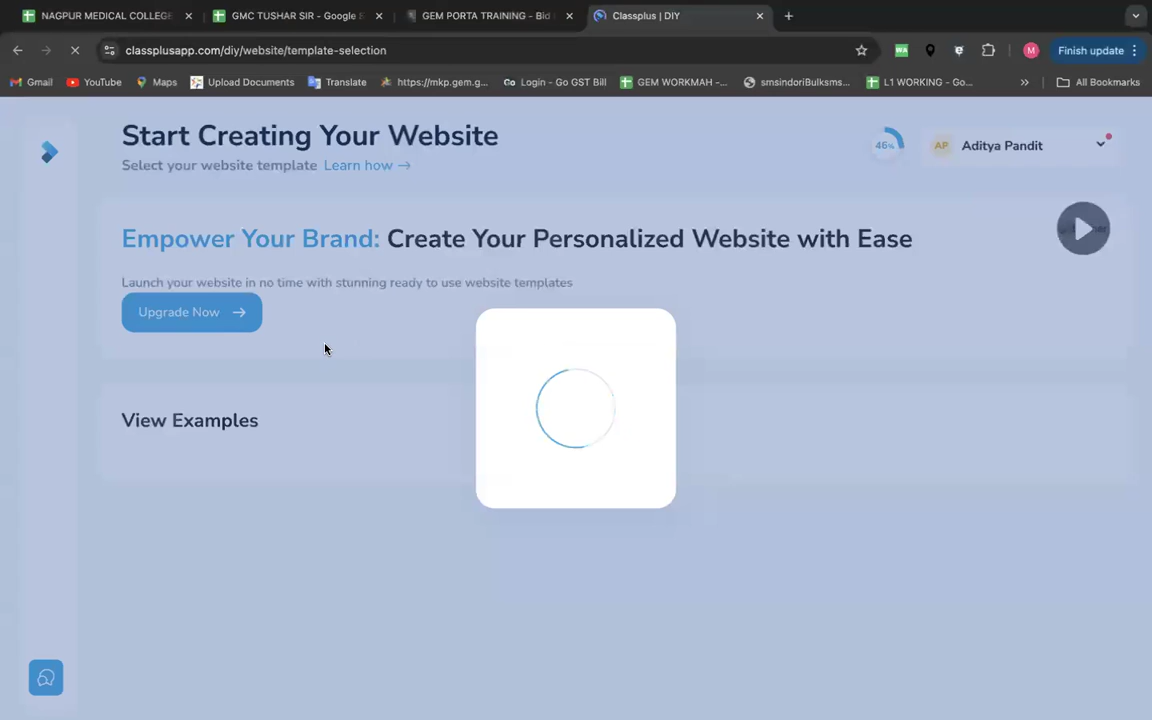 NAGPUR MEDICAL COLLEGE
GMC TUSHAR SIR - Google S
GEM PORTA TRAINING - Bid
Classplus | DIY
classplusapp.com/diy/website/template-selection
WA
M
Finish update
Gmail
YouTube
Maps
Upload Documents
Translate
https://mkp.gem.g...
Go Login - Go GST Bill
GEM WORKMAH -...
smsindoriBulksms...
L1 WORKING - Go...
All Bookmarks
Start Creating Your Website
Select your website template Learn how →
46%
AP Aditya Pandit
Empower Your Brand: Create Your Personalized Website with Ease
Launch your website in no time with stunning ready to use website templates
Upgrade Now →
View Examples